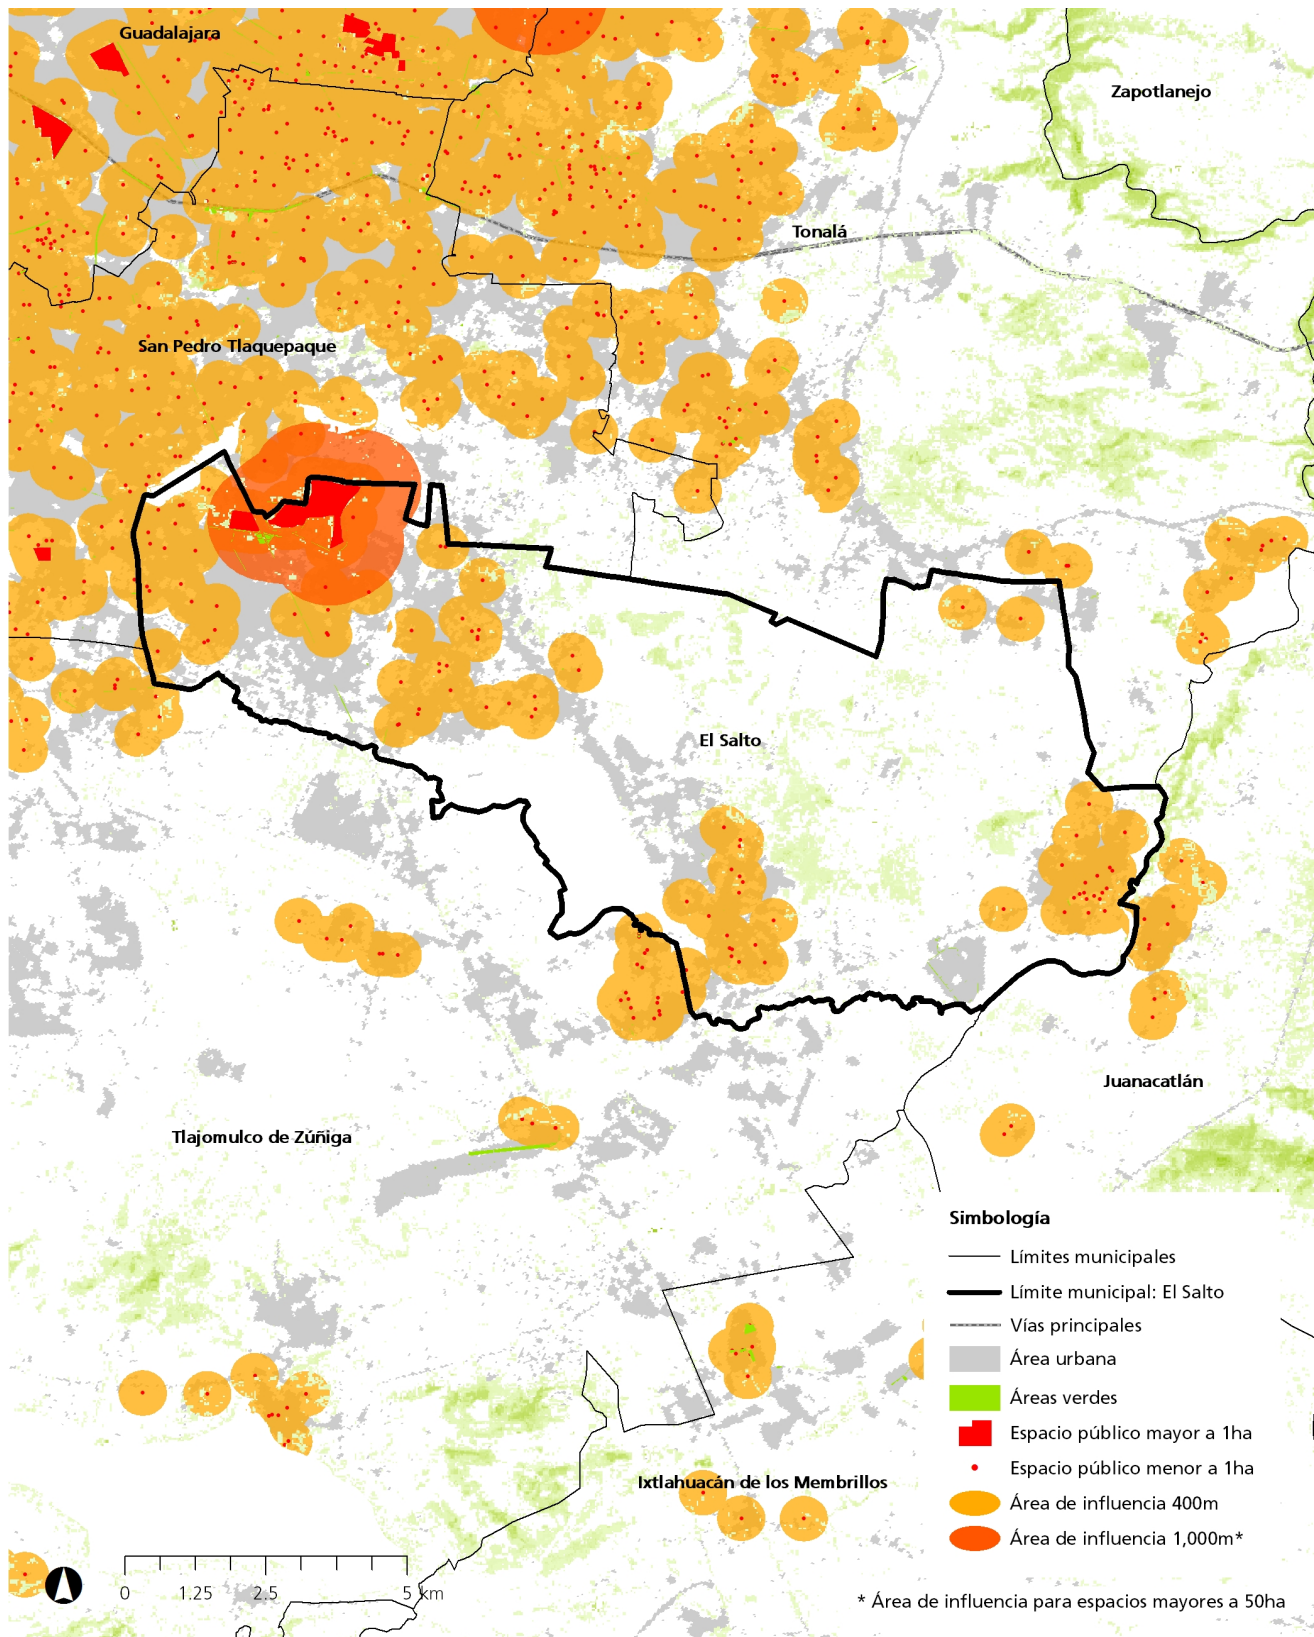 Guadalajara
Zapotlanejo
Tonalá
San Pedro Tlaquepaque
El Salto
Juanacatlán
Tlajomulco de Zúñiga
Ixtlahuacán de los Membrillos
Simbología
Límites municipales
Límite municipal: El Salto
Vías principales
Área urbana
Áreas verdes
Espacio público mayor a 1ha
Espacio público menor a 1ha
Área de influencia 400m
Área de influencia 1,000m*
0 1.25 2.5 5 km
* Área de influencia para espacios mayores a 50ha